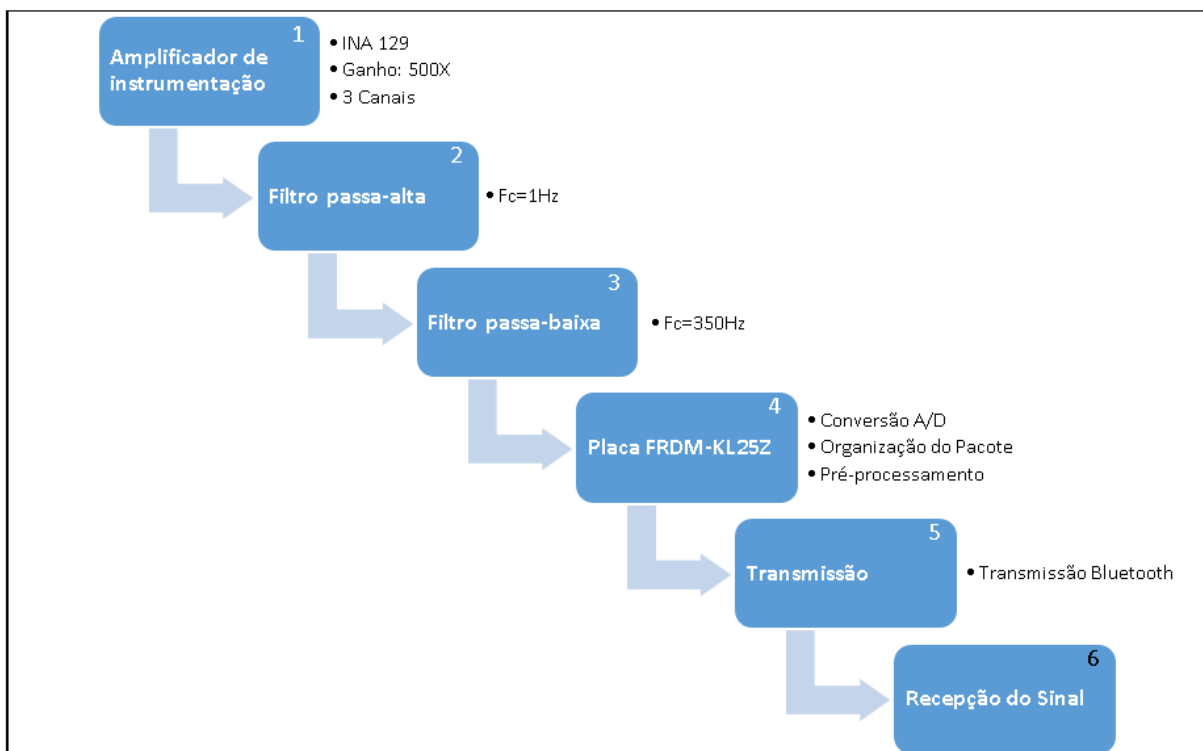 1
Amplificador de
instrumentação
• INA 129
• Ganho: 500X
• 3 Canais
2
Filtro passa-alta
• Fc=1Hz
3
Filtro passa-baixa
• Fc=350Hz
4
Placa FRDM-KL25Z
• Conversão A/D
• Organização do Pacote
• Pré-processamento
5
Transmissão
• Transmissão Bluetooth
6
Recepção do Sinal